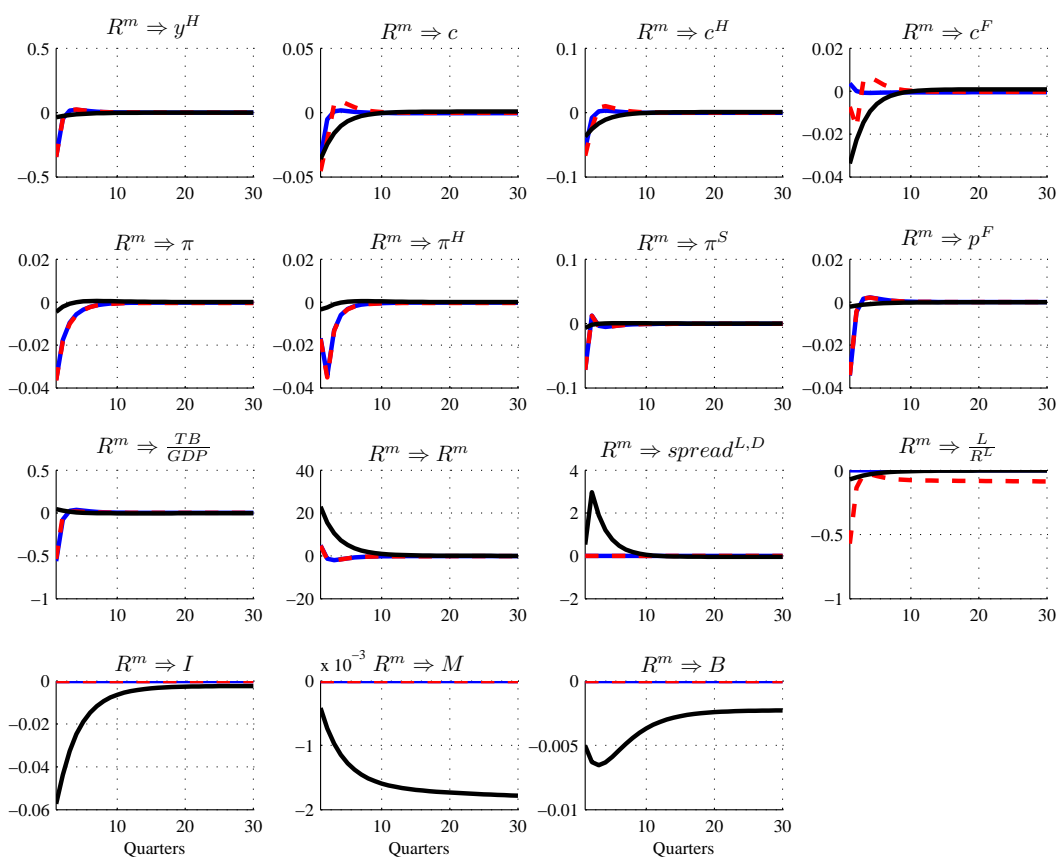 R^m ⇒ y^H
0.5
0
−0.5
10 20 30
R^m ⇒ c
0.05
0
−0.05
10 20 30
R^m ⇒ c^H
0.1
0
−0.1
10 20 30
R^m ⇒ c^F
0.02
0
−0.02
−0.04
10 20 30
R^m ⇒ π
0.02
0
−0.02
−0.04
10 20 30
R^m ⇒ π^H
0.02
0
−0.02
−0.04
10 20 30
R^m ⇒ π^S
0.1
0
−0.1
10 20 30
R^m ⇒ p^F
0.02
0
−0.02
−0.04
10 20 30
R^m ⇒ TB/GDP
0.5
0
−0.5
−1
10 20 30
R^m ⇒ R^m
40
20
0
−20
10 20 30
R^m ⇒ spread^{L,D}
4
2
0
−2
10 20 30
R^m ⇒ L/R^L
0
−0.5
−1
10 20 30
R^m ⇒ I
0
−0.02
−0.04
−0.06
10 20 30
Quarters
x 10^−3 R^m ⇒ M
0
−1
−2
10 20 30
Quarters
R^m ⇒ B
0
−0.005
−0.01
10 20 30
Quarters